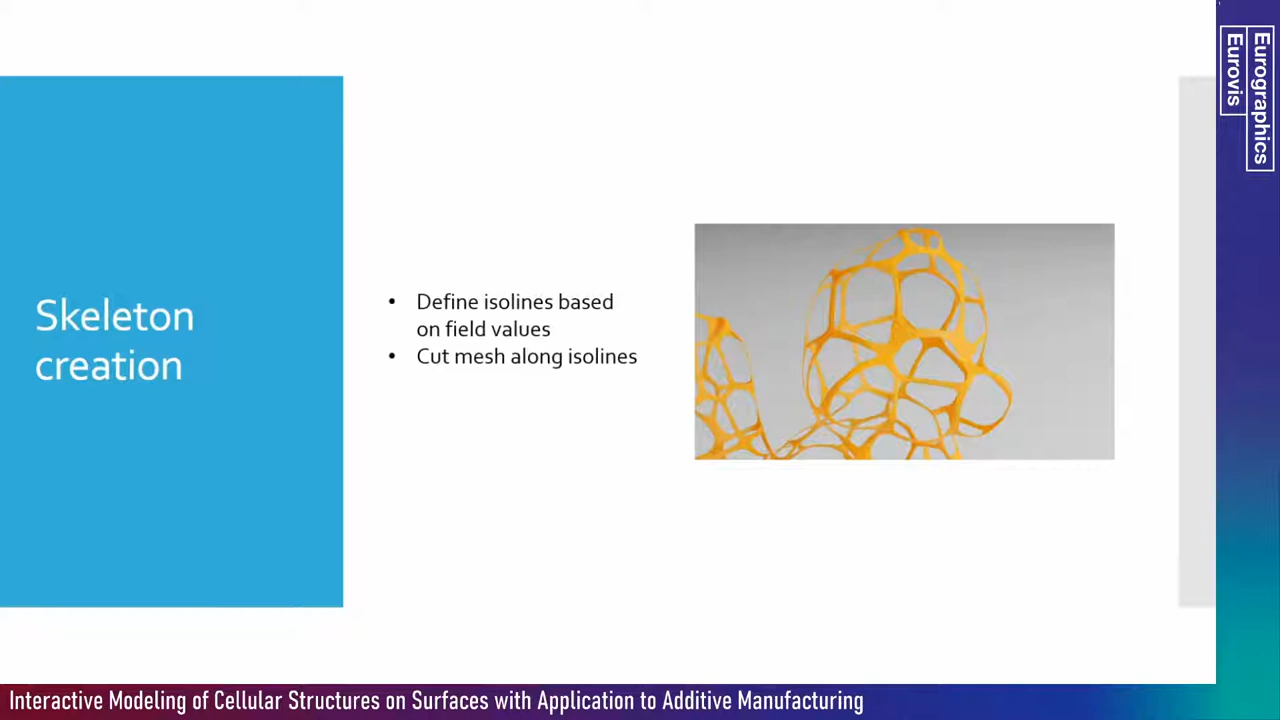 Skeleton
creation
• Define isolines based
on field values
• Cut mesh along isolines
Eurographics
Eurovis
Interactive Modeling of Cellular Structures on Surfaces with Application to Additive Manufacturing